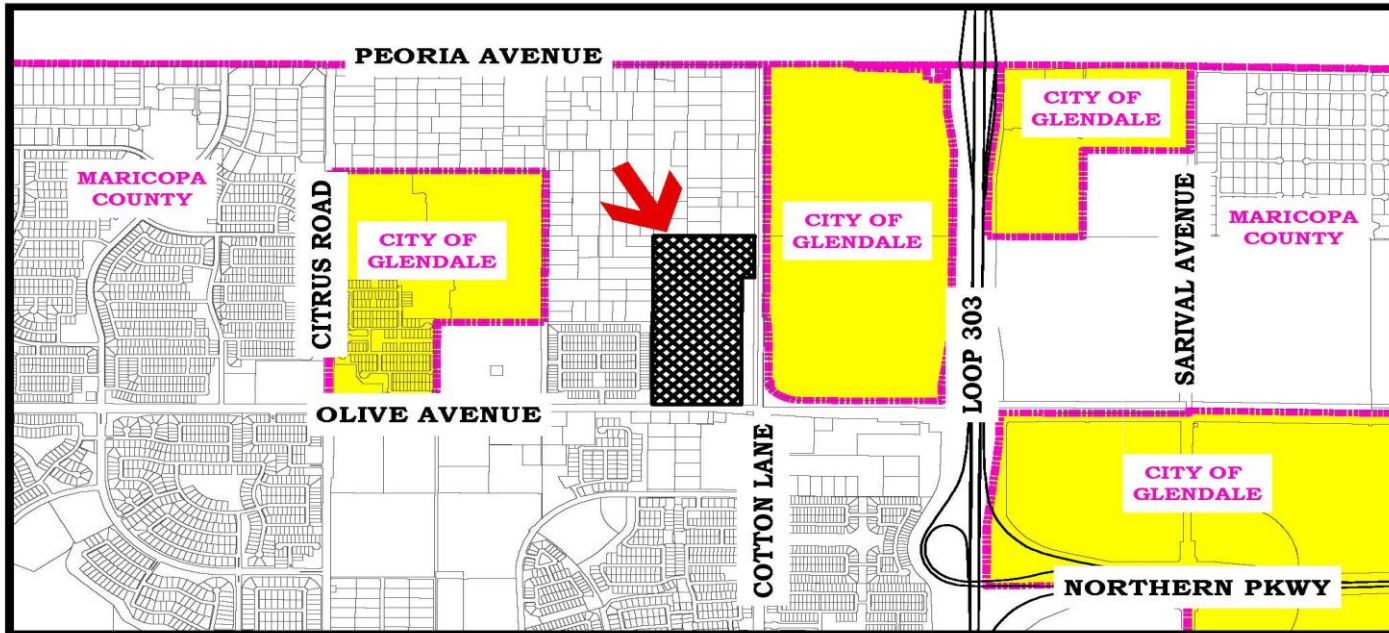 PEORIA AVENUE
CITY OF
GLENDALE
MARICOPA
COUNTY
CITRUS ROAD
CITY OF
GLENDALE
CITY OF
GLENDALE
SARIVAL AVENUE
MARICOPA
COUNTY
LOOP 303
OLIVE AVENUE
COTTON LANE
CITY OF
GLENDALE
NORTHERN PKWY